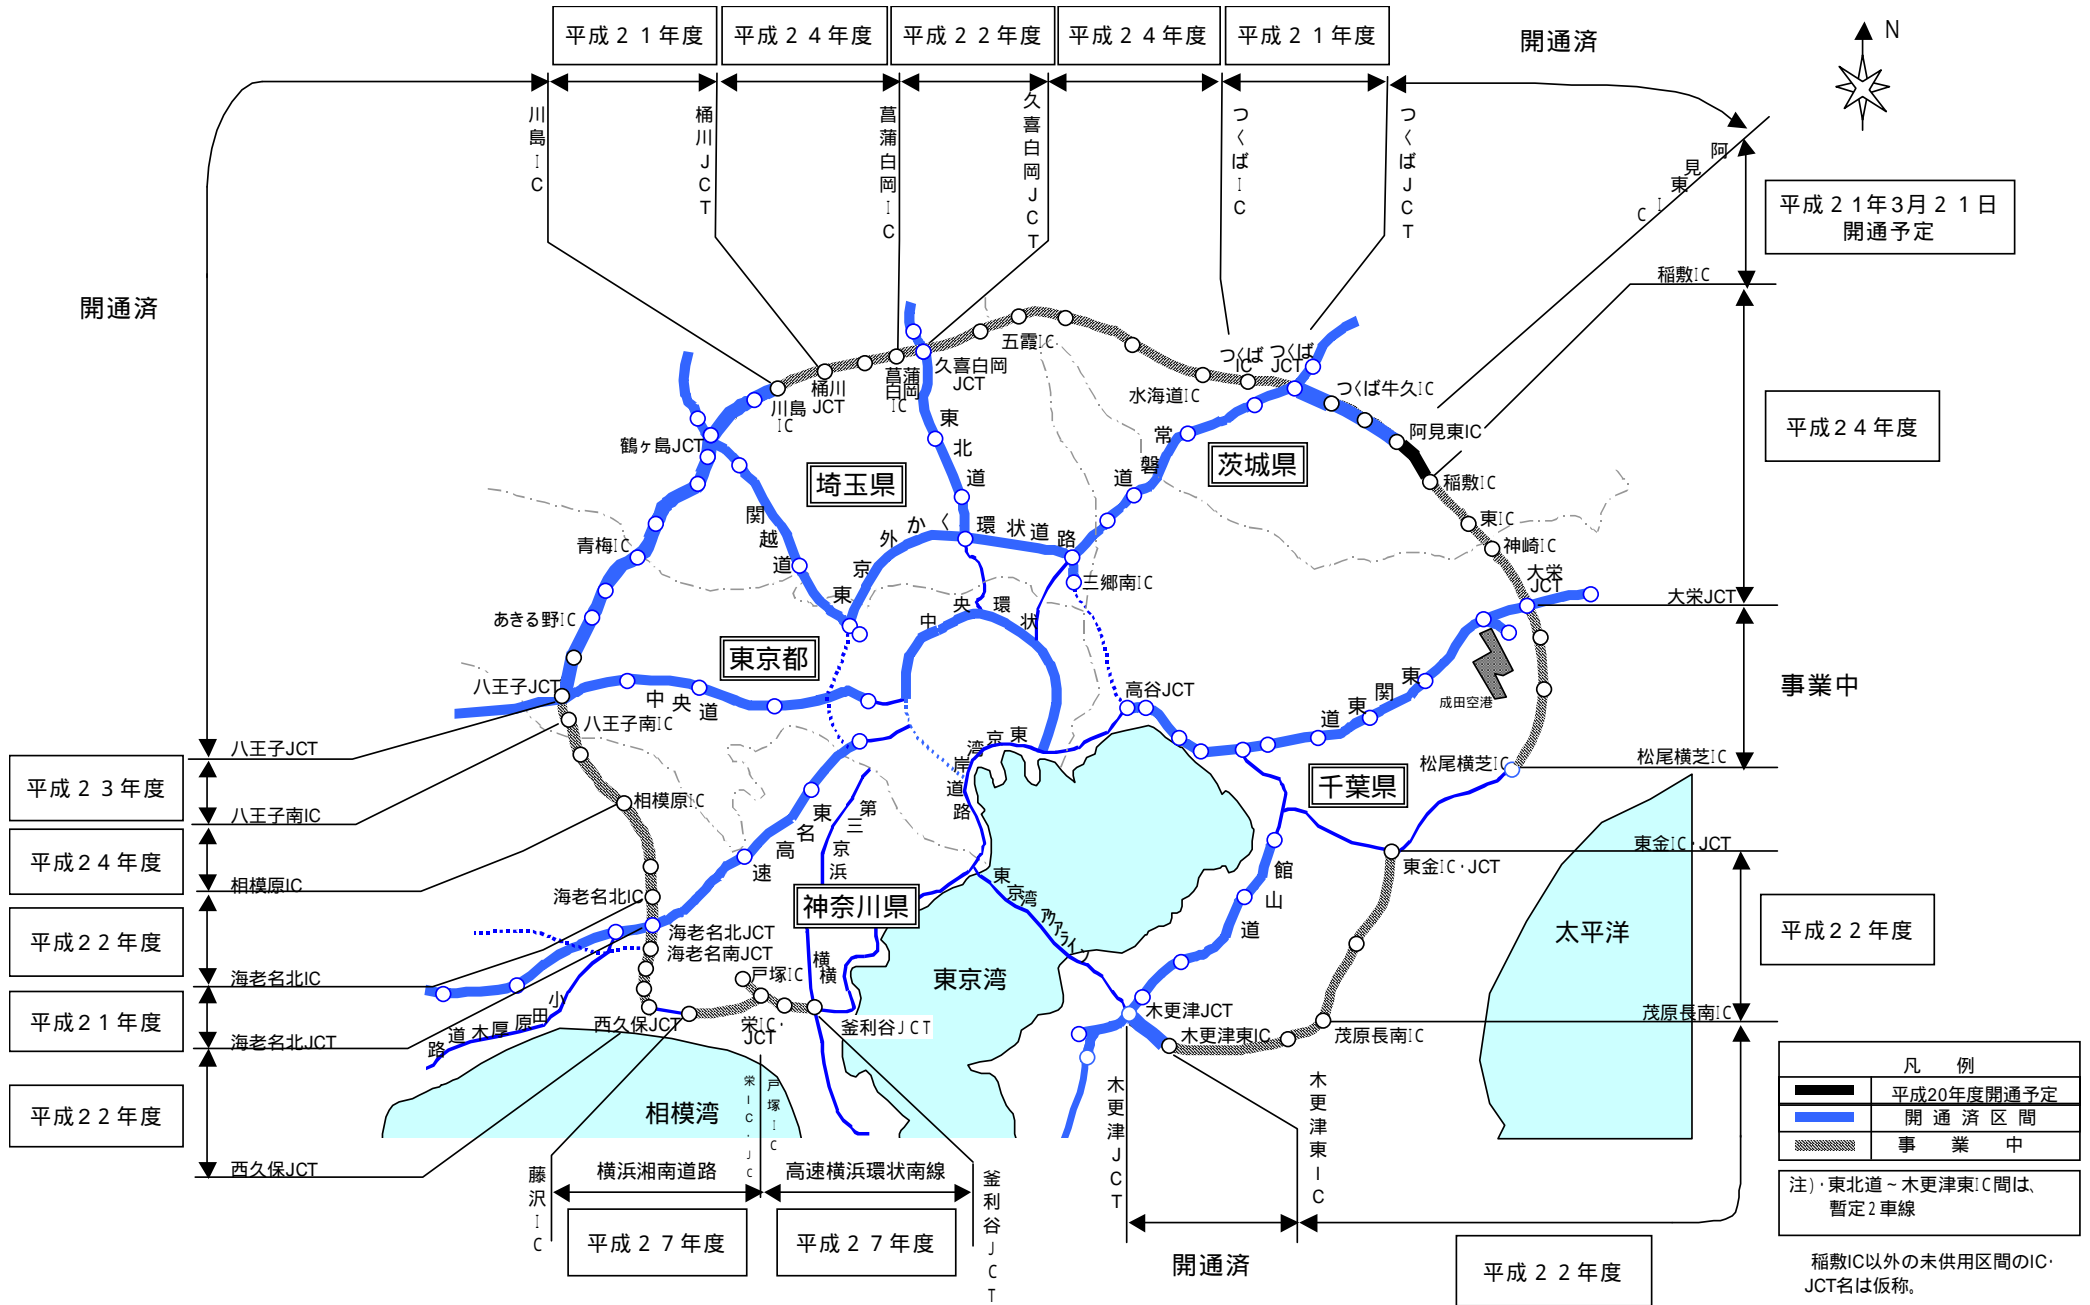 平成２１年度
平成２４年度
平成２２年度
平成２４年度
平成２１年度
開通済
N
川島IC
桶川JCT
菖蒲白岡IC
久喜白岡JCT
つくばIC
つくばJCT
阿見東IC
平成２１年３月２１日
開通予定
稲敷IC
開通済
五霞IC
久喜白岡
JCT
菖蒲
白岡
IC
桶川
JCT
川島
IC
つくば
IC
つくば
JCT
水海道IC
つくば牛久IC
阿見東IC
稲敷IC
平成２４年度
鶴ヶ島JCT
埼玉県
茨城県
東北道
常磐道
関越道
東京外かく環状道路
東IC
神崎IC
大栄
JCT
大栄JCT
青梅IC
三郷南IC
あきる野IC
中央環状
東京都
八王子JCT
中央道
高谷JCT
東関東道
成田空港
事業中
八王子南IC
八王子JCT
平成２３年度
八王子南IC
相模原IC
東京湾岸道路
千葉県
松尾横芝IC
松尾横芝IC
平成２４年度
相模原IC
東名高速
第三京浜
東金IC・JCT
東金IC・JCT
海老名北IC
神奈川県
東京湾アクアライン
館山道
太平洋
平成２２年度
平成２２年度
海老名北JCT
海老名南JCT
戸塚IC
横横
東京湾
海老名北IC
平成２１年度
海老名北JCT
小田原厚木道路
西久保JCT
栄IC・
JCT
釜利谷JCT
木更津JCT
木更津東IC
茂原長南IC
茂原長南IC
平成２２年度
西久保JCT
相模湾
栄IC・JC
戸塚IC
木更津JCT
木更津東IC
凡　例
平成20年度開通予定
開通済区間
事業中
注）・東北道～木更津東IC間は、
暫定２車線
藤沢IC
横浜湘南道路
高速横浜環状南線
釜利谷JCT
平成２７年度
平成２７年度
開通済
平成２２年度
稲敷IC以外の未供用区間のIC・
JCT名は仮称。